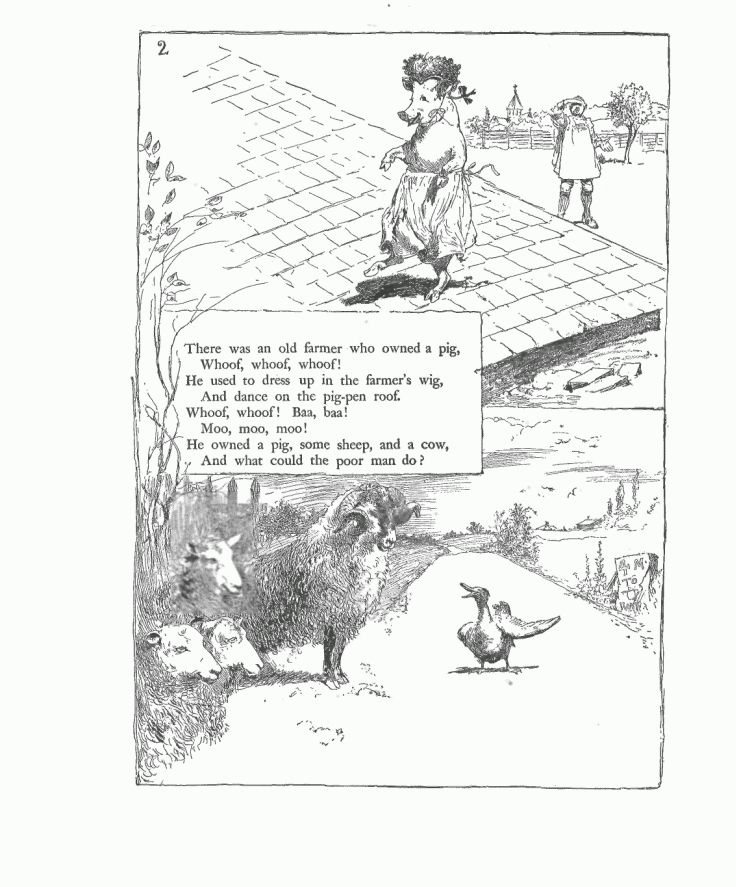 2
There was an old farmer who owned a pig,
Whoof, whoof, whoof!
He used to dress up in the farmer's wig,
And dance on the pig-pen roof.
Whoof, whoof! Baa, baa!
Moo, moo, moo!
He owned a pig, some sheep, and a cow,
And what could the poor man do?
4 M.
TO